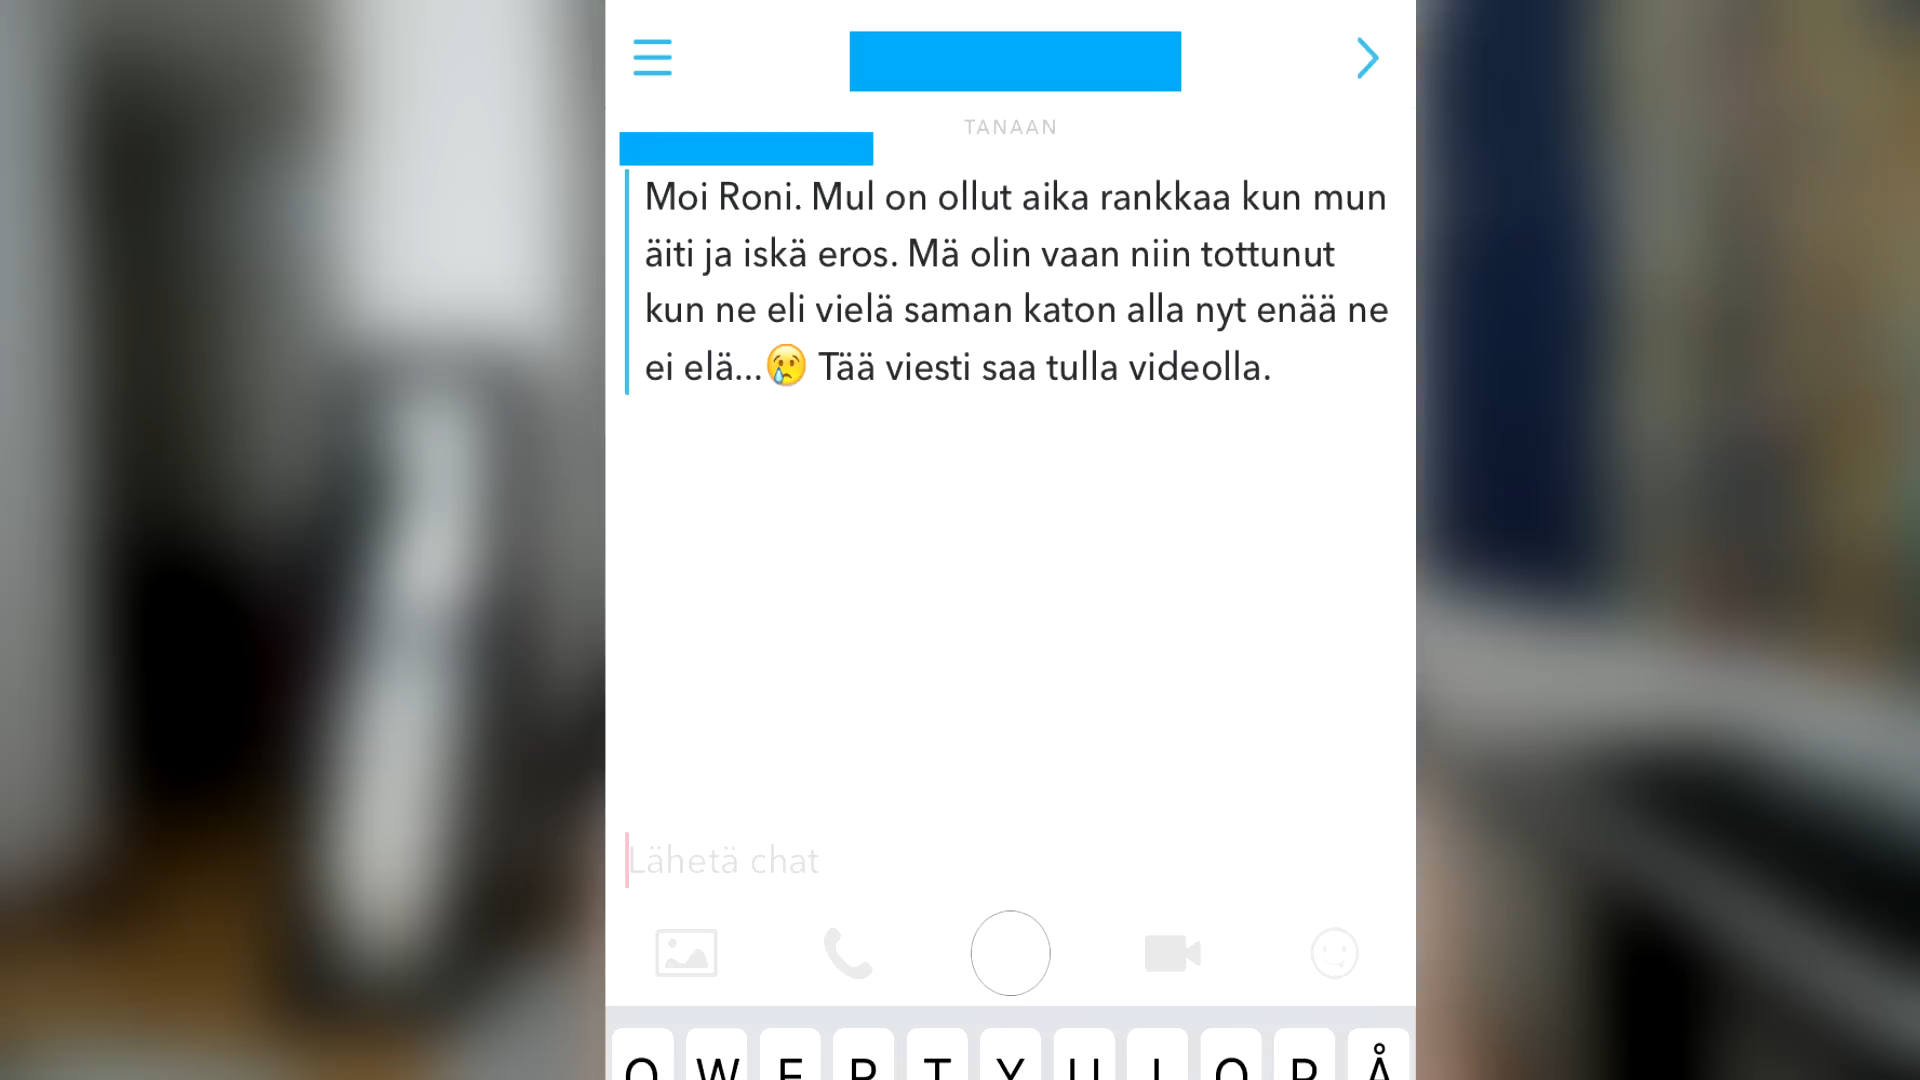 TANAAN
Moi Roni. Mul on ollut aika rankkaa kun mun
äiti ja iskä eros. Mä olin vaan niin tottunut
kun ne eli vielä saman katon alla nyt enää ne
ei elä...😢 Tää viesti saa tulla videolla.
Lähetä chat
Q W E R T Y U I O P Å